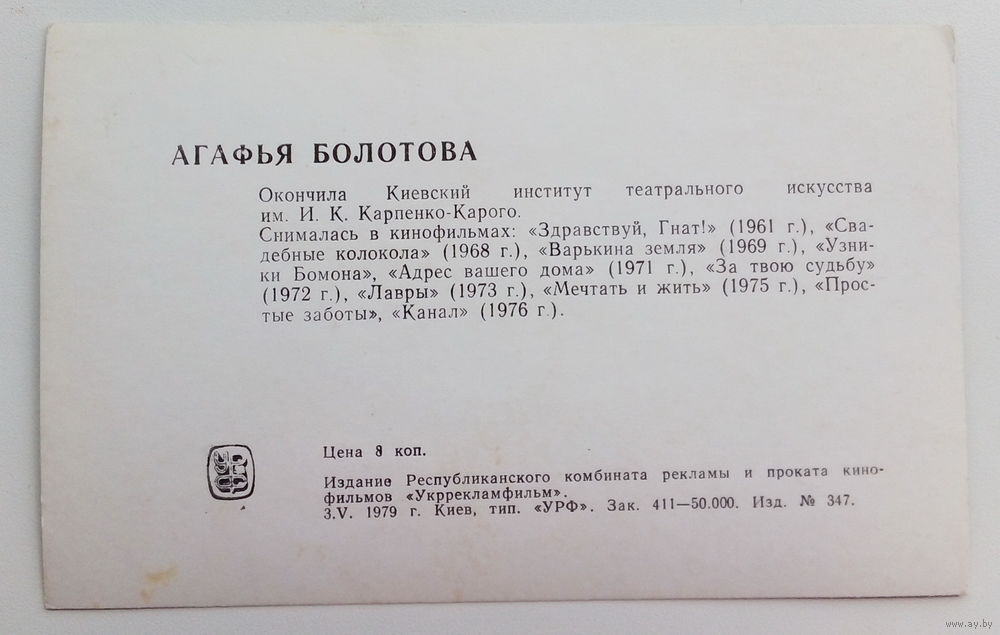 АГАФЬЯ БОЛОТОВА
Окончила Киевский институт театрального искусства
им. И. К. Карпенко-Карого.
Снималась в кинофильмах: «Здравствуй, Гнат!» (1961 г.), «Сва-
дебные колокола» (1968 г.), «Варькина земля» (1969 г.), «Узни-
ки Бомона», «Адрес вашего дома» (1971 г.), «За твою судьбу»
(1972 г.), «Лавры» (1973 г.), «Мечтать и жить» (1975 г.), «Прос-
тые заботы», «Канал» (1976 г.).
Цена 8 коп.
Издание Республиканского комбината рекламы и проката кино-
фильмов «Укррекламфильм».
3.V. 1979 г. Киев, тип. «УРФ». Зак. 411—50.000. Изд. № 347.
www.ay.by